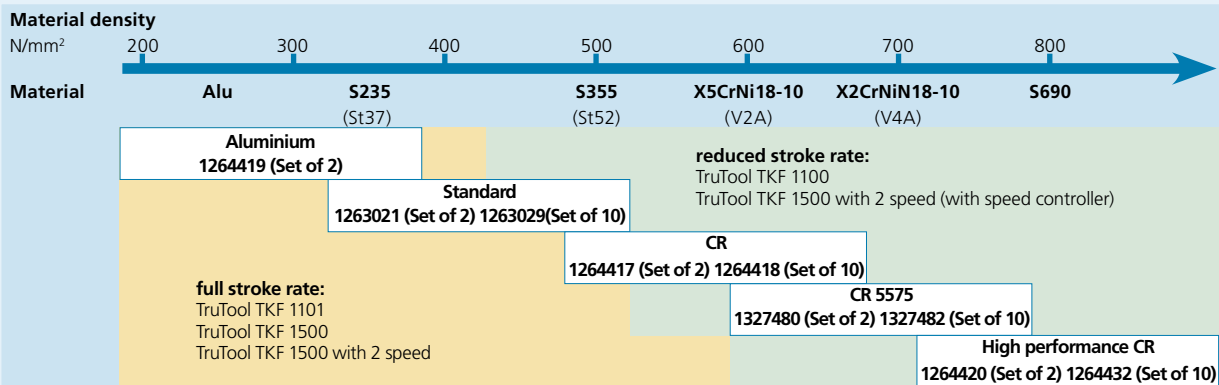 Material density
N/mm² 200 300 400 500 600 700 800
Material Alu S235 S355 X5CrNi18-10 X2CrNiN18-10 S690
(St37) (St52) (V2A) (V4A)
Aluminium
1264419 (Set of 2)
reduced stroke rate:
TruTool TKF 1100
TruTool TKF 1500 with 2 speed (with speed controller)
Standard
1263021 (Set of 2) 1263029(Set of 10)
CR
1264417 (Set of 2) 1264418 (Set of 10)
full stroke rate:
TruTool TKF 1101
TruTool TKF 1500
TruTool TKF 1500 with 2 speed
CR 5575
1327480 (Set of 2) 1327482 (Set of 10)
High performance CR
1264420 (Set of 2) 1264432 (Set of 10)